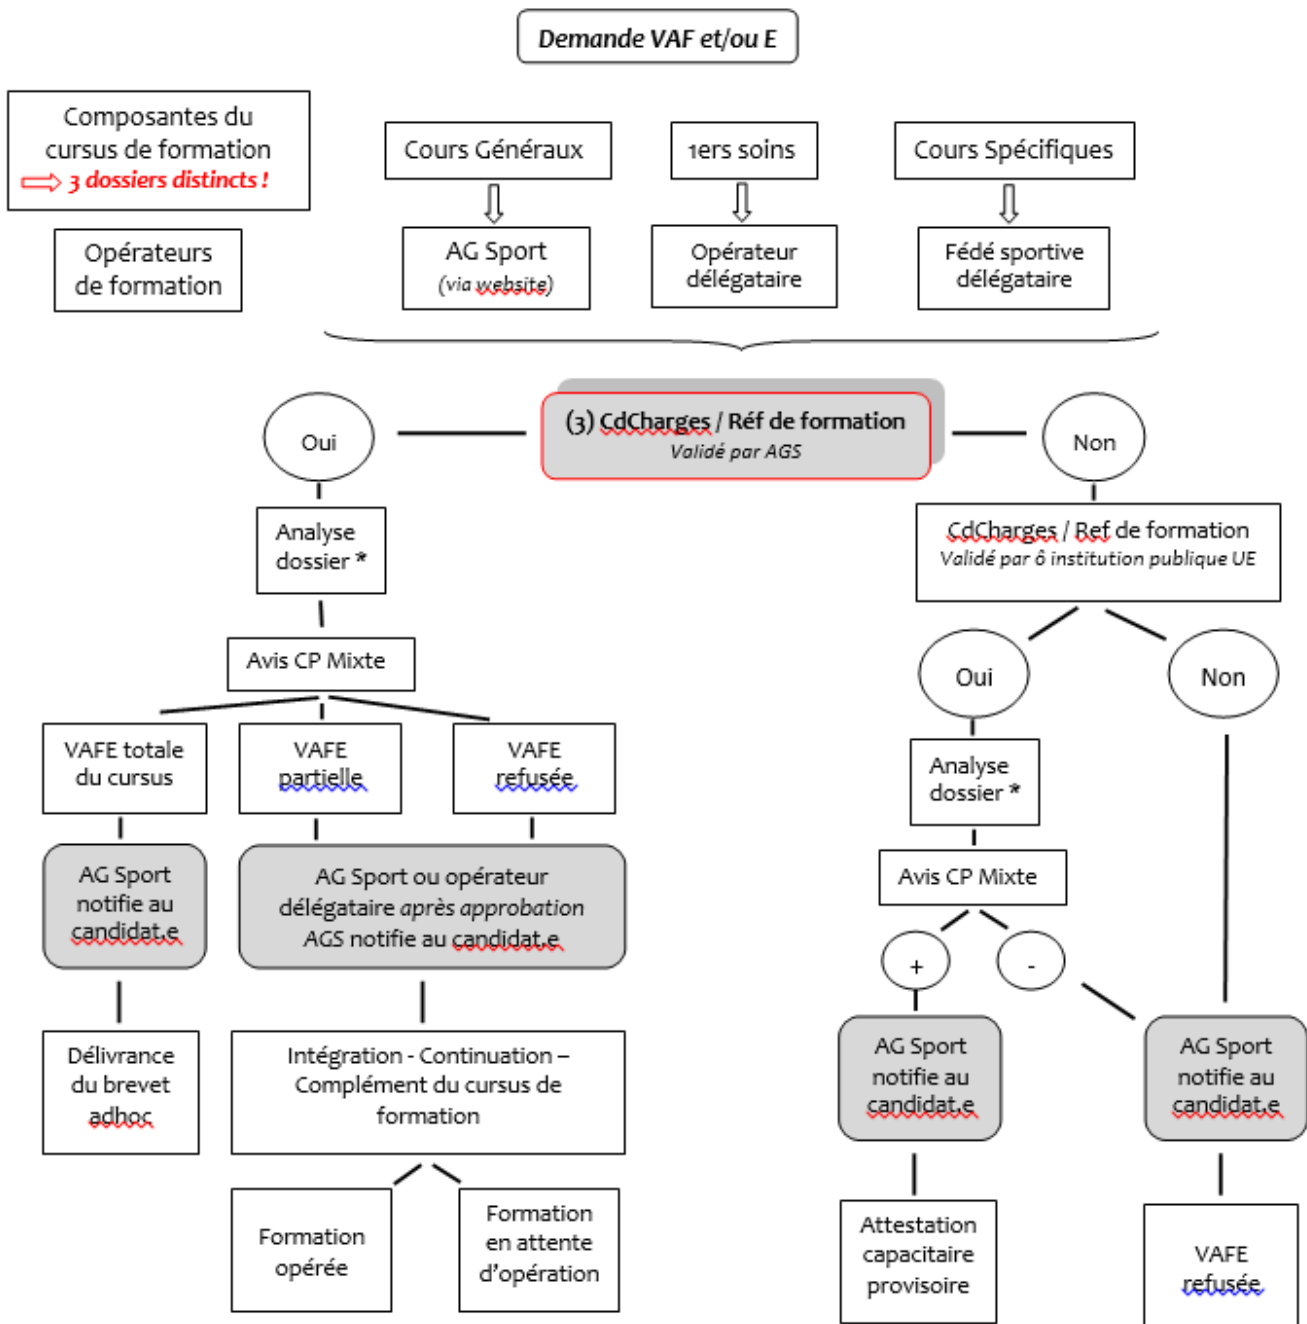 Demande VAF et/ou E
Composantes du
cursus de formation
3 dossiers distincts !
Cours Généraux
1ers soins
Cours Spécifiques
Opérateurs
de formation
AG Sport
(via website)
Opérateur
délégataire
Fédé sportive
délégataire
Oui
(3) CdCharges / Réf de formation
Validé par AGS
Non
Analyse
dossier *
CdCharges / Ref de formation
Validé par ô institution publique UE
Avis CP Mixte
Oui
Non
VAFE totale
du cursus
VAFE
partielle
VAFE
refusée
Analyse
dossier *
AG Sport
notifie au
candidat.e
AG Sport ou opérateur
délégataire après approbation
AGS notifie au candidat.e
Avis CP Mixte
+
-
Délivrance
du brevet
adhoc
Intégration - Continuation –
Complément du cursus de
formation
AG Sport
notifie au
candidat.e
AG Sport
notifie au
candidat.e
Formation
opérée
Formation
en attente
d'opération
Attestation
capacitaire
provisoire
VAFE
refusée